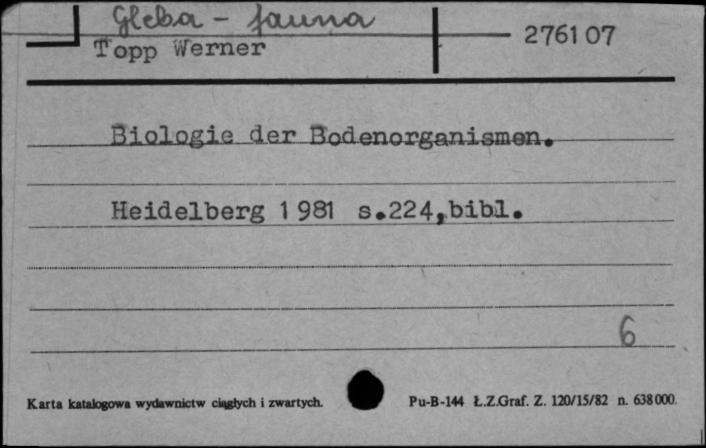 Gleba - fauna
Topp Werner 276107
Biologie der Bodenorganismen.
Heidelberg 1981 s.224,bibl.
6
Karta katalogowa wydawnictw ciągłych i zwartych. Pu-B-144 Ł.Z.Graf. Z. 120/15/82 n. 638000.